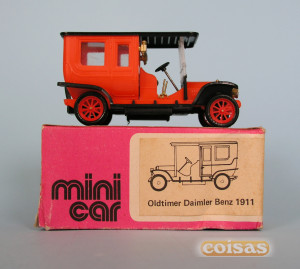 mini
car
Oldtimer Daimler Benz 1911
coisas